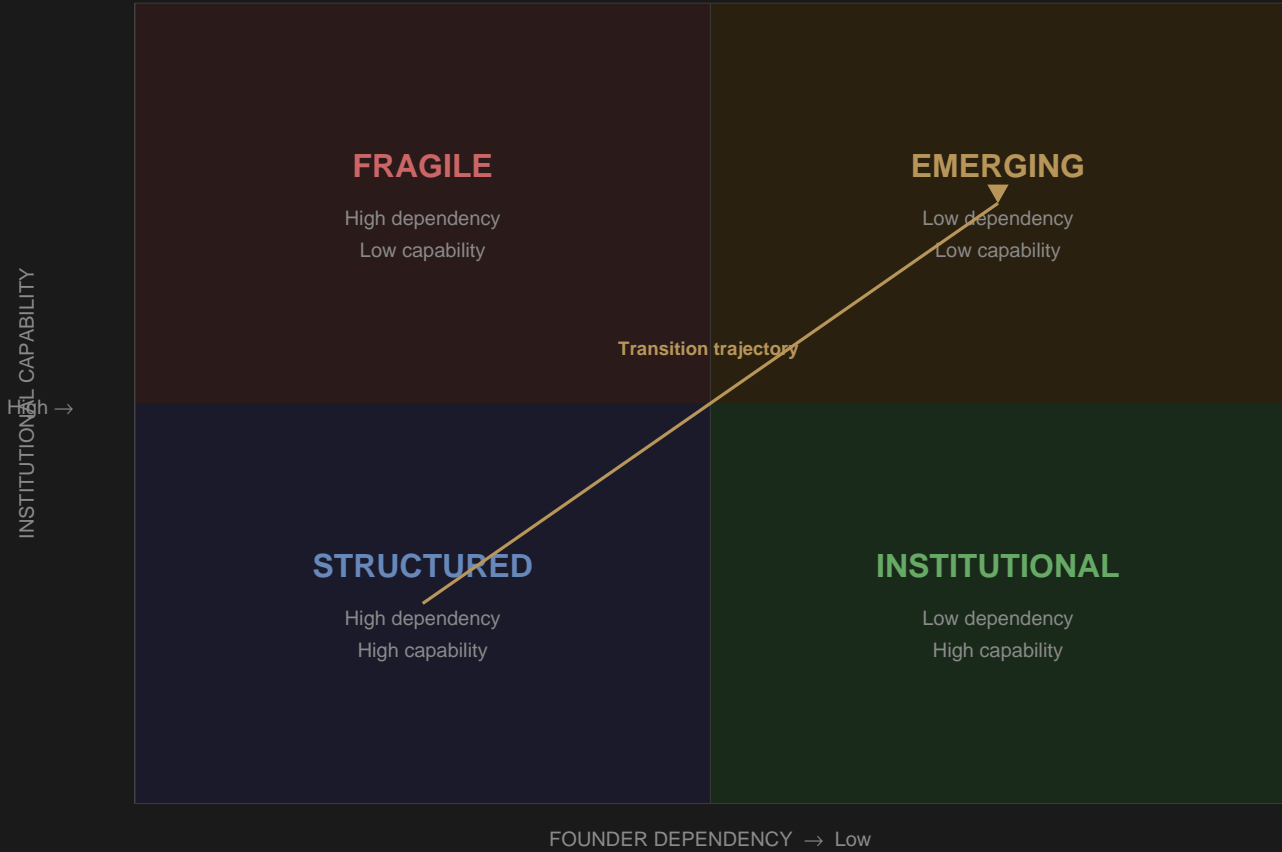 FRAGILE
High dependency
Low capability
EMERGING
Low dependency
Low capability
Transition trajectory
INSTITUTIONAL CAPABILITY
High →
STRUCTURED
High dependency
High capability
INSTITUTIONAL
Low dependency
High capability
FOUNDER DEPENDENCY → Low